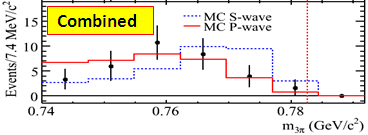 Combined
MC S-wave
MC P-wave
Events/7.4 MeV/c²
15
10
5
0
0.74 0.76 0.78
m3π (GeV/c²)